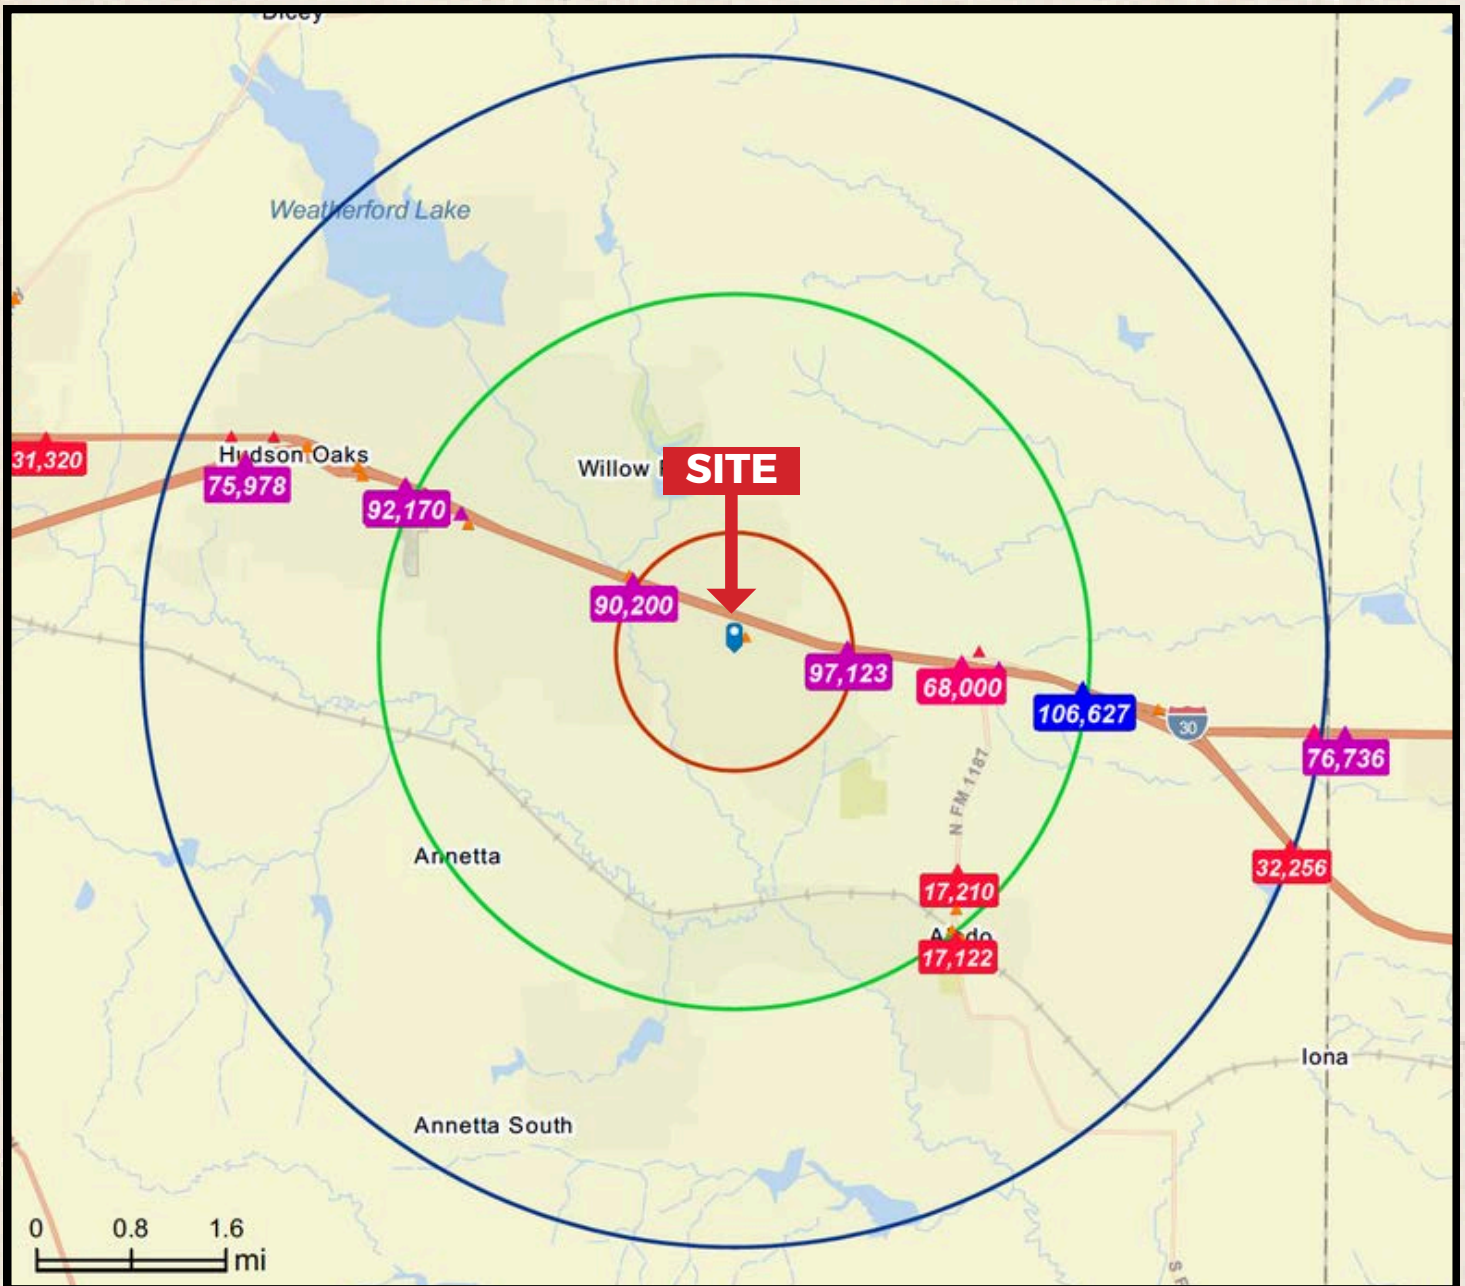 Dicey
Weatherford Lake
31,320
Hudson Oaks
75,978
92,170
Willow
SITE
90,200
97,123
68,000
106,627
30
76,736
N FM 1187
Annetta
32,256
17,210
Aledo
17,122
Iona
Annetta South
0 0.8 1.6
mi